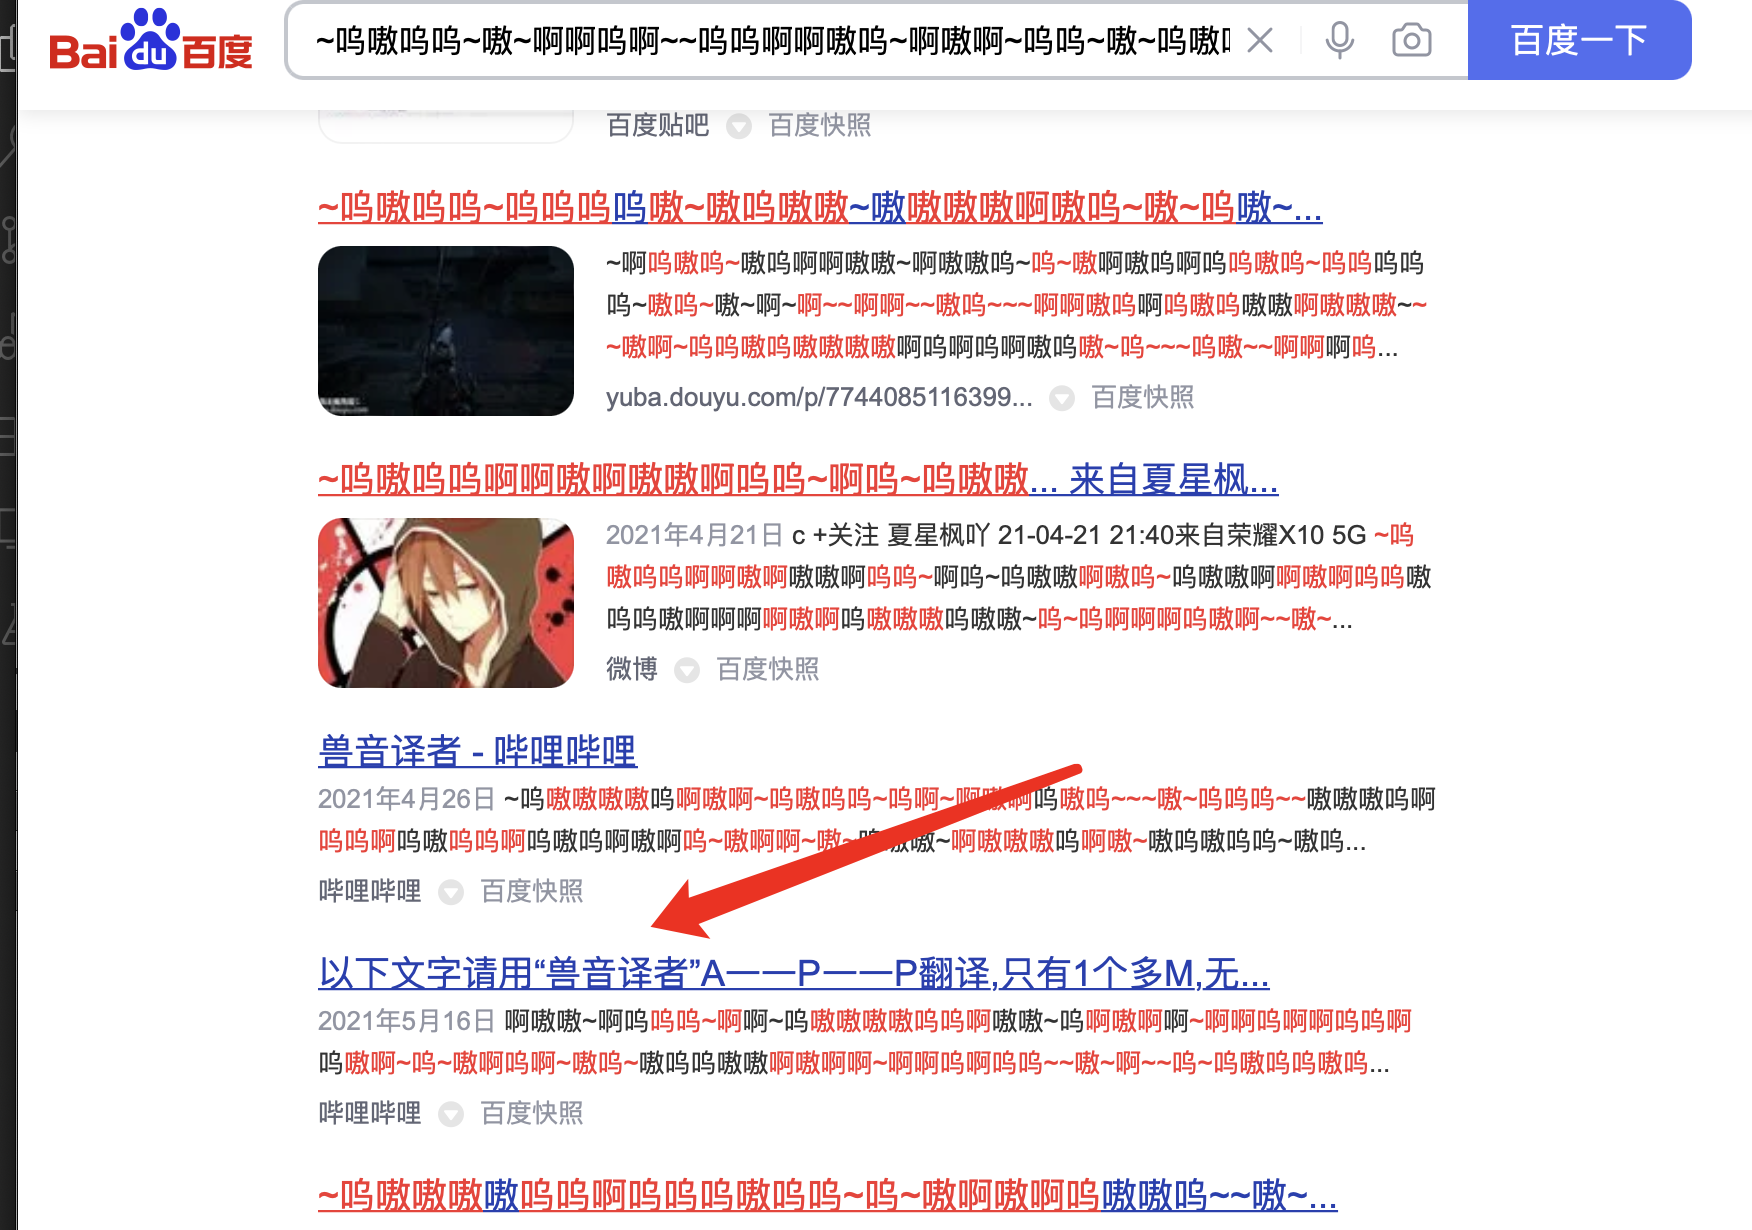 Bai du 百度
~呜嗷呜呜~嗷~啊啊呜啊~~呜呜啊啊嗷呜~啊嗷啊~呜呜~嗷~呜嗷
百度一下
百度贴吧 百度快照
~呜嗷呜呜~呜呜呜呜嗷~嗷呜嗷嗷~嗷嗷嗷嗷啊嗷呜~嗷~呜嗷~...
~啊呜嗷呜~嗷呜啊啊嗷嗷~啊嗷嗷呜~呜~嗷啊嗷呜啊呜呜嗷呜~呜呜呜呜
呜~嗷呜~嗷~啊~啊~~啊啊~~嗷呜~~~啊啊嗷呜啊呜嗷呜嗷嗷啊嗷嗷嗷~~
~嗷啊~呜呜嗷呜嗷嗷嗷嗷啊呜啊呜啊嗷呜嗷~呜~~~呜嗷~~啊啊啊呜...
yuba.douyu.com/p/7744085116399... 百度快照
~呜嗷呜呜啊啊嗷啊嗷嗷啊呜呜~啊呜~呜嗷嗷... 来自夏星枫...
2021年4月21日 c +关注 夏星枫吖 21-04-21 21:40来自荣耀X10 5G ~呜
嗷呜呜啊啊嗷啊嗷嗷啊呜呜~啊呜~呜嗷嗷啊嗷呜~呜嗷嗷啊啊嗷啊呜呜嗷
呜呜嗷啊啊啊啊嗷啊呜嗷嗷嗷呜嗷嗷~呜~呜啊啊啊呜嗷啊~~嗷~...
微博 百度快照
兽音译者 - 哔哩哔哩
2021年4月26日 ~呜嗷嗷嗷嗷呜啊嗷啊~呜嗷呜呜~呜啊~啊嗷啊呜嗷呜~~~嗷~呜呜呜~~嗷嗷嗷呜啊
呜呜啊呜嗷呜呜啊呜嗷呜啊嗷啊呜~嗷啊啊~嗷~呜嗷嗷~啊嗷嗷嗷呜啊嗷~嗷呜嗷呜呜~嗷呜...
哔哩哔哩 百度快照
以下文字请用“兽音译者”A一一P一一P翻译,只有1个多M,无...
2021年5月16日 啊嗷嗷~啊呜呜呜~啊啊~呜嗷嗷嗷嗷呜呜啊嗷嗷~呜啊嗷啊啊~啊啊呜啊啊呜呜啊
呜嗷啊~呜~嗷啊呜啊~嗷呜~嗷呜呜嗷嗷啊嗷啊啊~啊啊呜啊呜呜~~嗷~啊~~呜~呜嗷呜呜嗷呜...
哔哩哔哩 百度快照
~呜嗷嗷嗷嗷呜呜啊呜呜呜嗷呜呜~呜~嗷啊嗷啊呜嗷嗷呜~~嗷~...